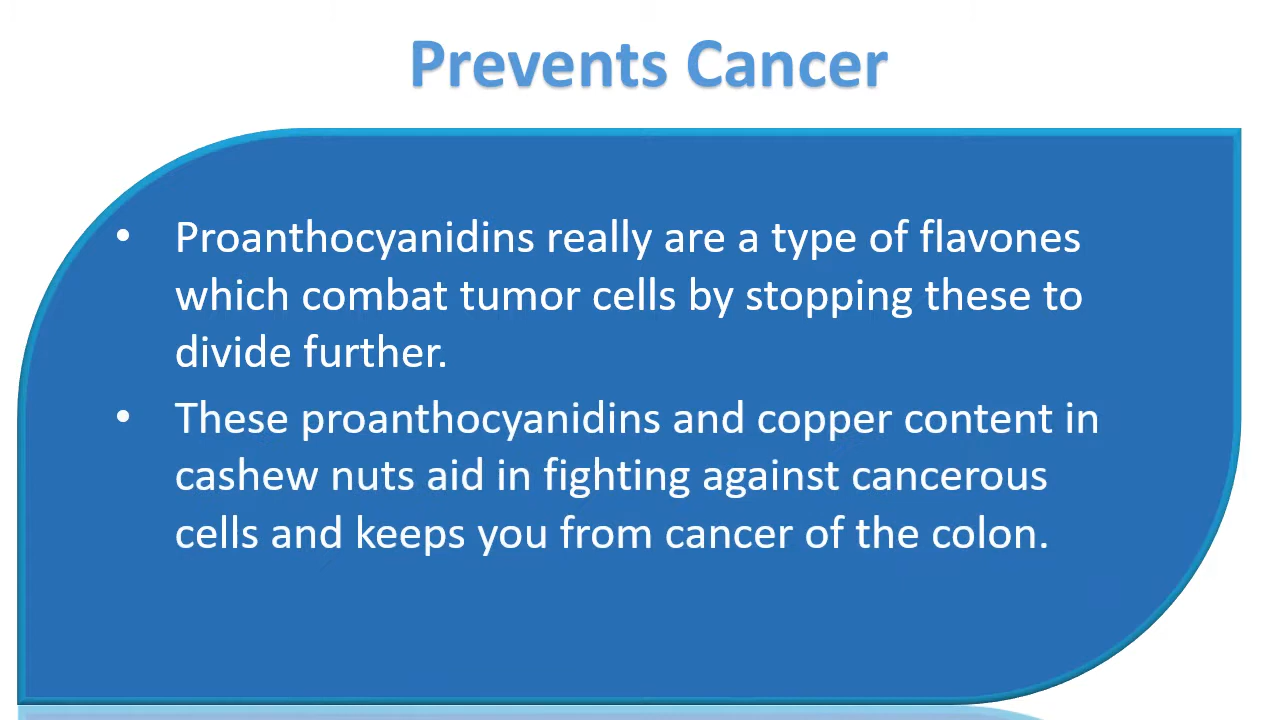 Prevents Cancer
• Proanthocyanidins really are a type of flavones
which combat tumor cells by stopping these to
divide further.
• These proanthocyanidins and copper content in
cashew nuts aid in fighting against cancerous
cells and keeps you from cancer of the colon.